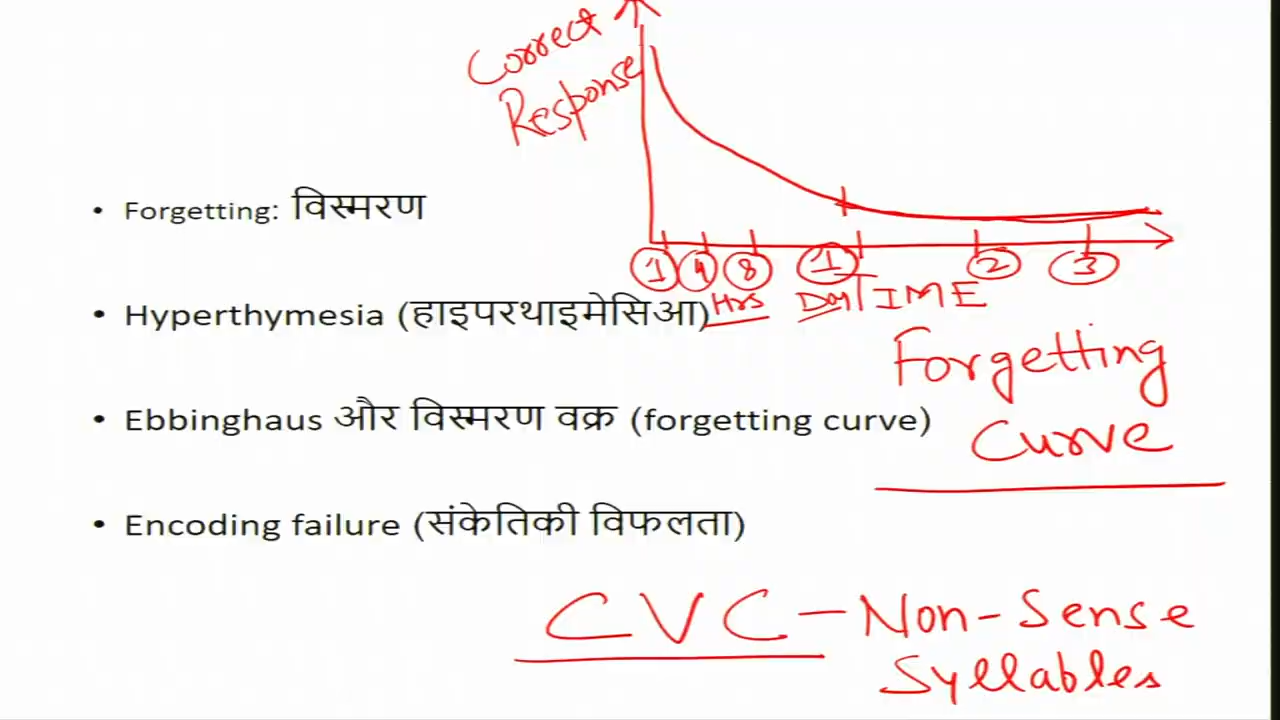 Correct
Response
• Forgetting: विस्मरण
1 4 8 1 2 3
Hrs Day TIME
• Hyperthymesia (हाइपरथाइमेसिआ)
Forgetting
Curve
• Ebbinghaus और विस्मरण वक्र (forgetting curve)
• Encoding failure (संकेतिकी विफलता)
CVC – Non-Sense
Syllables